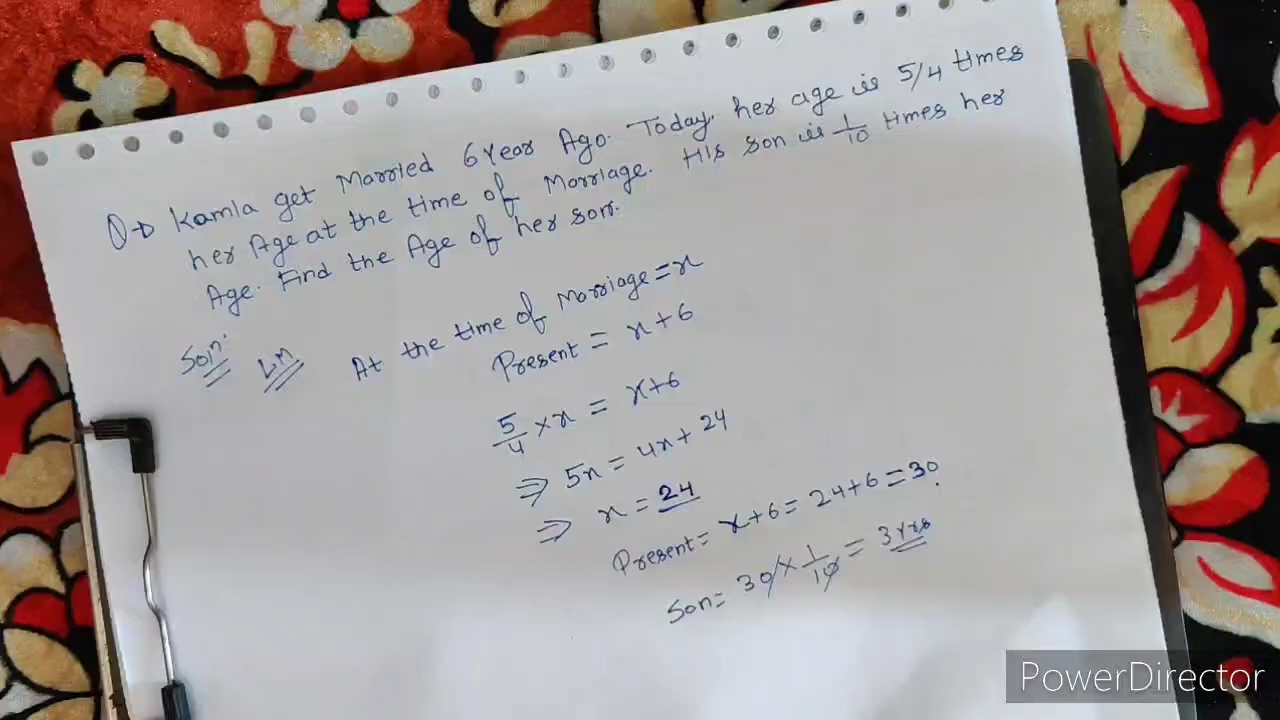 Q→ Kamla get Married 6 Year Ago. Today her age is 5/4 times
her Age at the time of Marriage. His son is 1/10 times her
Age. Find the Age of her son.
Soln. Let At the time of Marriage = x
Present = x+6
5/4 × x = x+6
⇒ 5x = 4x + 24
⇒ x = 24
Present = x+6 = 24+6 = 30.
Son = 30 × 1/10 = 3 yrs
PowerDirector